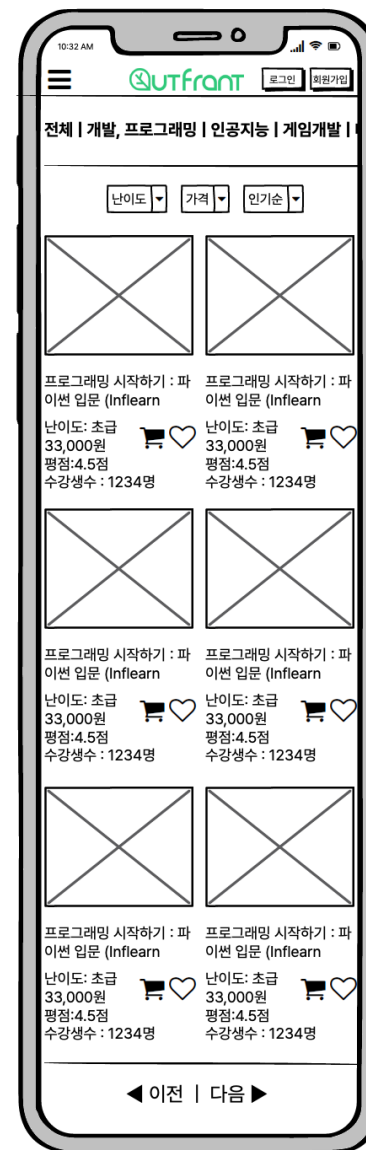 10:32 AM
OUTFranT 로그인 회원가입
전체 | 개발, 프로그래밍 | 인공지능 | 게임개발 |
난이도 가격 인기순
프로그래밍 시작하기 : 파
이썬 입문 (Inflearn
난이도: 초급
33,000원
평점:4.5점
수강생수 : 1234명
프로그래밍 시작하기 : 파
이썬 입문 (Inflearn
난이도: 초급
33,000원
평점:4.5점
수강생수 : 1234명
프로그래밍 시작하기 : 파
이썬 입문 (Inflearn
난이도: 초급
33,000원
평점:4.5점
수강생수 : 1234명
프로그래밍 시작하기 : 파
이썬 입문 (Inflearn
난이도: 초급
33,000원
평점:4.5점
수강생수 : 1234명
프로그래밍 시작하기 : 파
이썬 입문 (Inflearn
난이도: 초급
33,000원
평점:4.5점
수강생수 : 1234명
프로그래밍 시작하기 : 파
이썬 입문 (Inflearn
난이도: 초급
33,000원
평점:4.5점
수강생수 : 1234명
◀ 이전 | 다음 ▶